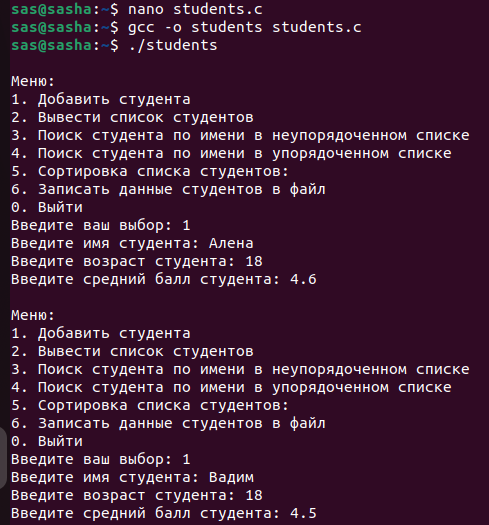 sas@sasha:~$ nano students.c
sas@sasha:~$ gcc -o students students.c
sas@sasha:~$ ./students
Меню:
1. Добавить студента
2. Вывести список студентов
3. Поиск студента по имени в неупорядоченном списке
4. Поиск студента по имени в упорядоченном списке
5. Сортировка списка студентов:
6. Записать данные студентов в файл
0. Выйти
Введите ваш выбор: 1
Введите имя студента: Алена
Введите возраст студента: 18
Введите средний балл студента: 4.6
Меню:
1. Добавить студента
2. Вывести список студентов
3. Поиск студента по имени в неупорядоченном списке
4. Поиск студента по имени в упорядоченном списке
5. Сортировка списка студентов:
6. Записать данные студентов в файл
0. Выйти
Введите ваш выбор: 1
Введите имя студента: Вадим
Введите возраст студента: 18
Введите средний балл студента: 4.5